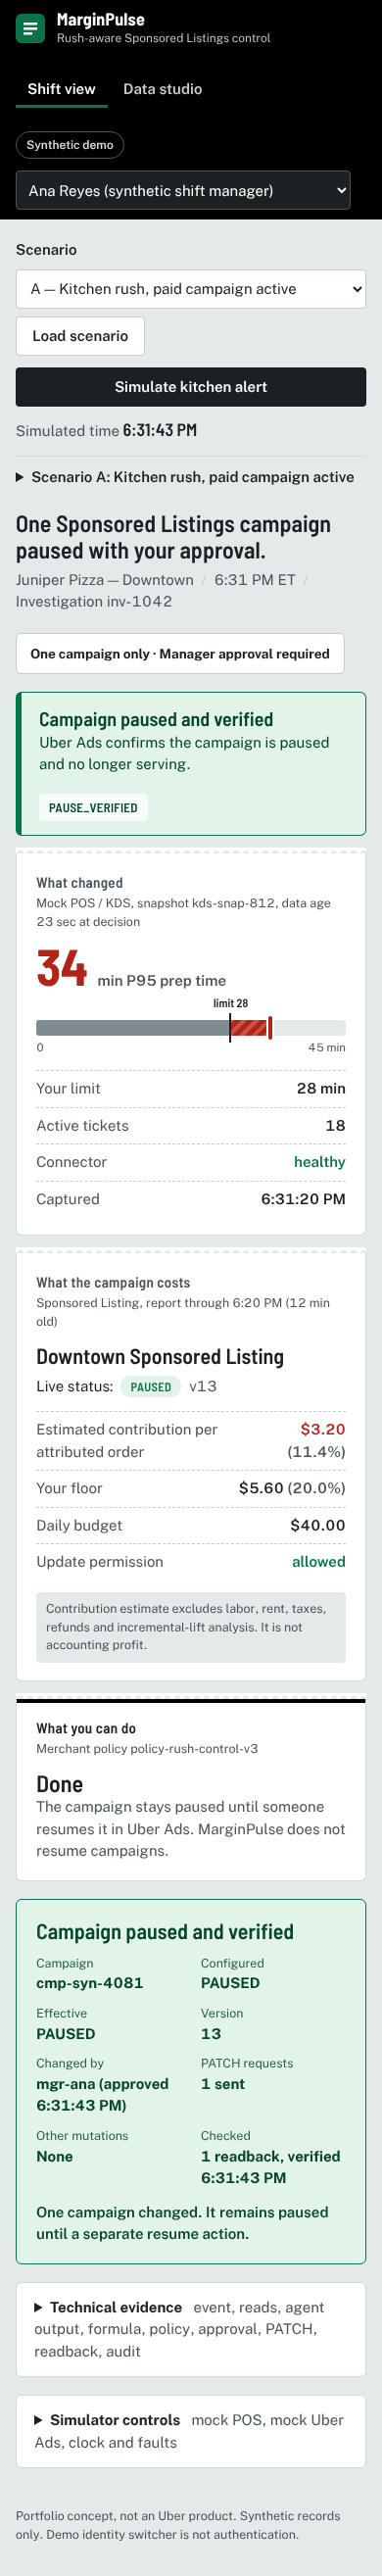 MarginPulse
Rush-aware Sponsored Listings control
Shift view Data studio
Synthetic demo
Ana Reyes (synthetic shift manager)
Scenario
A — Kitchen rush, paid campaign active
Load scenario
Simulate kitchen alert
Simulated time 6:31:43 PM
Scenario A: Kitchen rush, paid campaign active
One Sponsored Listings campaign
paused with your approval.
Juniper Pizza — Downtown / 6:31 PM ET /
Investigation inv-1042
One campaign only · Manager approval required
Campaign paused and verified
Uber Ads confirms the campaign is paused
and no longer serving.
PAUSE_VERIFIED
What changed
Mock POS / KDS, snapshot kds-snap-812, data age
23 sec at decision
34 min P95 prep time
limit 28
0 45 min
Your limit 28 min
Active tickets 18
Connector healthy
Captured 6:31:20 PM
What the campaign costs
Sponsored Listing, report through 6:20 PM (12 min
old)
Downtown Sponsored Listing
Live status: PAUSED v13
Estimated contribution per $3.20
attributed order (11.4%)
Your floor $5.60 (20.0%)
Daily budget $40.00
Update permission allowed
Contribution estimate excludes labor, rent, taxes,
refunds and incremental-lift analysis. It is not
accounting profit.
What you can do
Merchant policy policy-rush-control-v3
Done
The campaign stays paused until someone
resumes it in Uber Ads. MarginPulse does not
resume campaigns.
Campaign paused and verified
Campaign Configured
cmp-syn-4081 PAUSED
Effective Version
PAUSED 13
Changed by PATCH requests
mgr-ana (approved 1 sent
6:31:43 PM)
Other mutations Checked
None 1 readback, verified
6:31:43 PM
One campaign changed. It remains paused
until a separate resume action.
Technical evidence event, reads, agent
output, formula, policy, approval, PATCH,
readback, audit
Simulator controls mock POS, mock Uber
Ads, clock and faults
Portfolio concept, not an Uber product. Synthetic records
only. Demo identity switcher is not authentication.